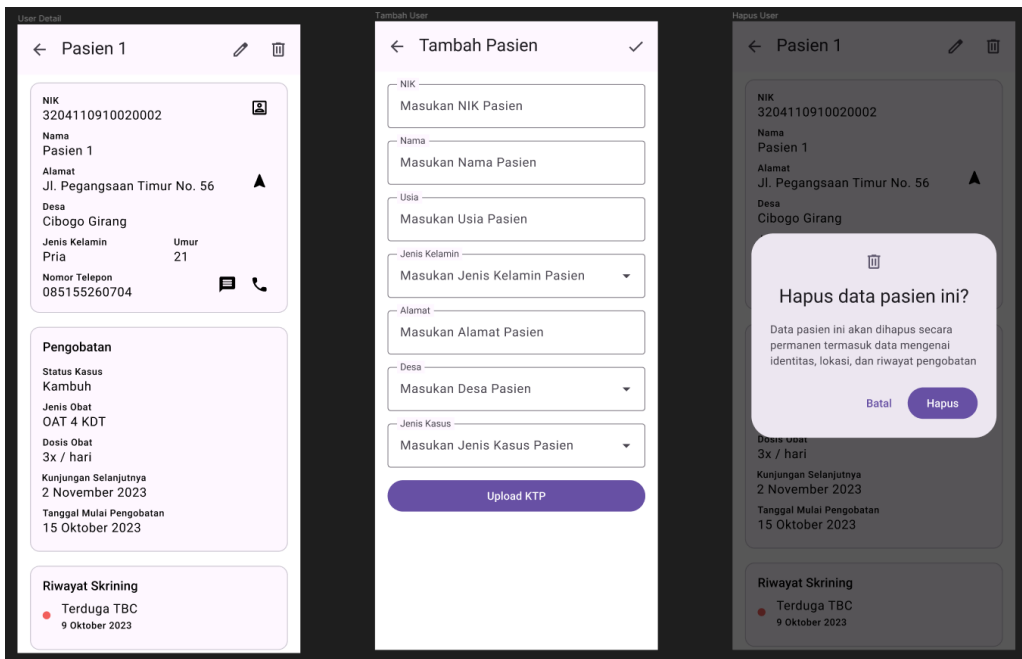 User Detail
Pasien 1
NIK
3204110910020002
Nama
Pasien 1
Alamat
Jl. Pegangsaan Timur No. 56
Desa
Cibogo Girang
Jenis Kelamin Umur
Pria 21
Nomor Telepon
085155260704
Pengobatan
Status Kasus
Kambuh
Jenis Obat
OAT 4 KDT
Dosis Obat
3x / hari
Kunjungan Selanjutnya
2 November 2023
Tanggal Mulai Pengobatan
15 Oktober 2023
Riwayat Skrining
Terduga TBC
9 Oktober 2023
Tambah User
Tambah Pasien
NIK
Masukan NIK Pasien
Nama
Masukan Nama Pasien
Usia
Masukan Usia Pasien
Jenis Kelamin
Masukan Jenis Kelamin Pasien
Alamat
Masukan Alamat Pasien
Desa
Masukan Desa Pasien
Jenis Kasus
Masukan Jenis Kasus Pasien
Upload KTP
Hapus User
Pasien 1
NIK
3204110910020002
Nama
Pasien 1
Alamat
Jl. Pegangsaan Timur No. 56
Desa
Cibogo Girang
Hapus data pasien ini?
Data pasien ini akan dihapus secara
permanen termasuk data mengenai
identitas, lokasi, dan riwayat pengobatan
Batal Hapus
Dosis Obat
3x / hari
Kunjungan Selanjutnya
2 November 2023
Tanggal Mulai Pengobatan
15 Oktober 2023
Riwayat Skrining
Terduga TBC
9 Oktober 2023